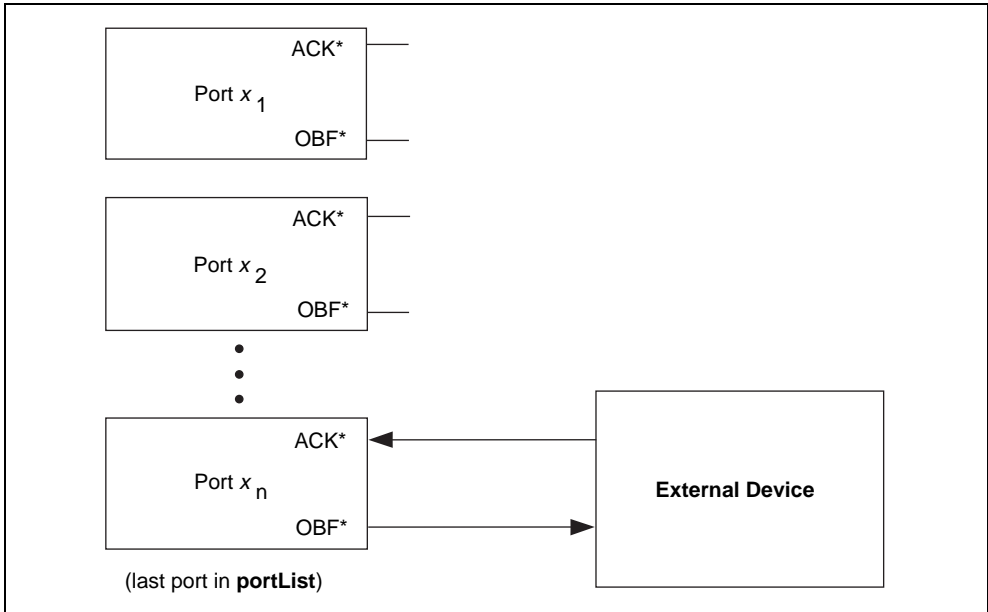 ACK*
Port x 1
OBF*
ACK*
Port x 2
OBF*
ACK*
Port x n
OBF*
External Device
(last port in portList)